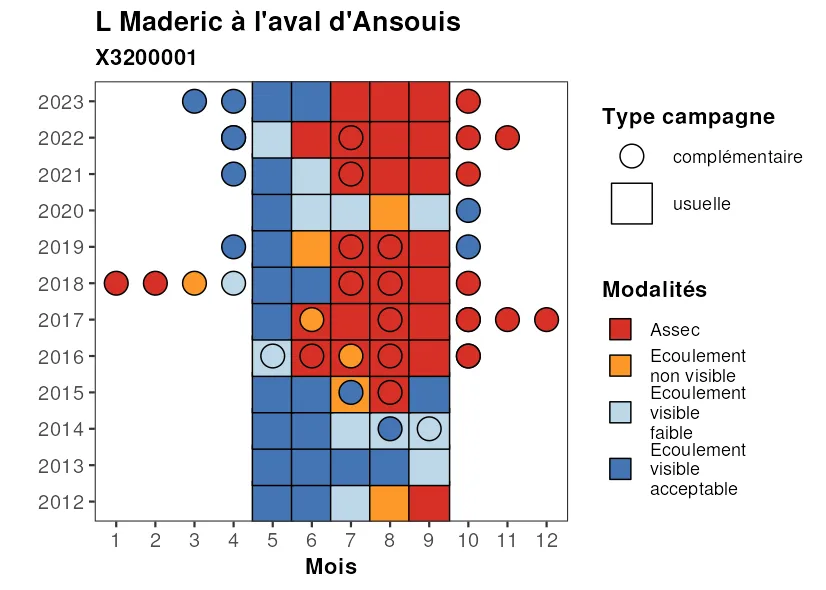 L Maderic à l'aval d'Ansouis
X3200001
2023
2022
2021
2020
2019
2018
2017
2016
2015
2014
2013
2012
1 2 3 4 5 6 7 8 9 10 11 12
Mois
Type campagne
complémentaire
usuelle
Modalités
Assec
Ecoulement
non visible
Ecoulement
visible
faible
Ecoulement
visible
acceptable